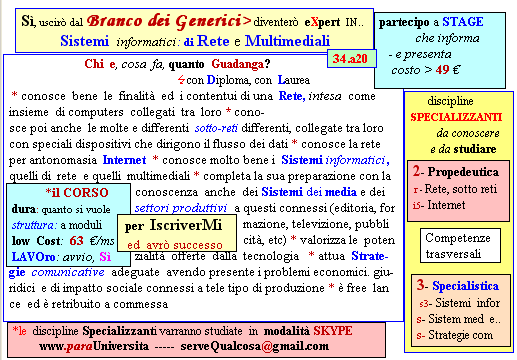 Sì, uscirò dal Branco dei Generici> diventerò eXpert IN..
Sistemi informatici: di Rete e Multimediali
partecipo a STAGE
che informa
- e presenta
costo > 49 €
34.a20
Chi e, cosa fa, quanto Guadanga?
con Diploma, con Laurea
* conosce bene le finalità ed i contentui di una Rete, intesa come
insieme di computers collegati tra loro * cono-
sce poi anche le molte e differenti sotto-reti differenti, collegate tra loro
con speciali dispositivi che dirigono il flusso dei dati * conosce la rete
per antonomasia Internet * conosce molto bene i Sistemi informatici,
quelli di rete e quelli multimediali * completa la sua preparazione con la
conoscenza anche dei Sistemi dei media e dei
settori produttivi a questi connessi (editoria, for
mazione, televizione, pubbli
cità, etc) * valorizza le poten
zialità offerte dalla tecnologia * attua Strate-
gie comunicative adeguate avendo presente i problemi economici. giu-
ridici e di impatto sociale connessi a tele tipo di produzione * è free lan
ce ed è retribuito a commessa
*il CORSO
dura: quanto si vuole
struttura: a moduli
low Cost: 63 €/ms
LAVOro: avvio, Si
per IscriverMi
ed avrò successo
discipline
SPECIALIZZANTI
da conoscere
e da studiare
2- Propedeutica
r- Rete, sotto reti
i5- Internet
Competenze
trasversali
3- Specialistica
s3- Sistemi infor
s- Sistem med e..
s- Strategie com
*le discipline Specializzanti varranno studiate in modalità SKYPE
www.paraUniversita ----- serveQualcosa@gmail.com